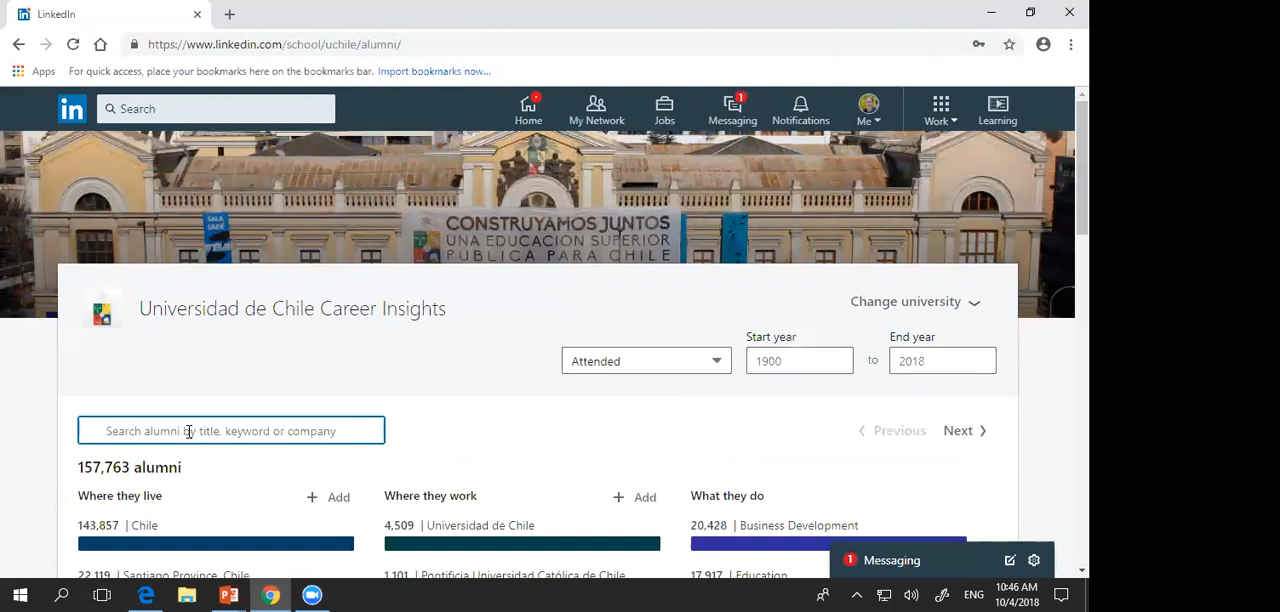 LinkedIn
https://www.linkedin.com/school/uchile/alumni/
Apps For quick access, place your bookmarks here on the bookmarks bar. Import bookmarks now...
in Search
1
Home My Network Jobs Messaging Notifications Me Work Learning
CONSTRUYAMOS JUNTOS
UNA EDUCACION SUPERIOR
PUBLICA PARA CHILE
Universidad de Chile Career Insights
Change university
Start year End year
Attended 1900 to 2018
Search alumni by title, keyword or company
Previous Next
157,763 alumni
Where they live + Add Where they work + Add What they do
143,857 | Chile 4,509 | Universidad de Chile 20,428 | Business Development
22,119 | Santiago Province, Chile 1,101 | Pontificia Universidad Católica de Chile 17,917 | Education
1 Messaging
ENG
10:46 AM
10/4/2018